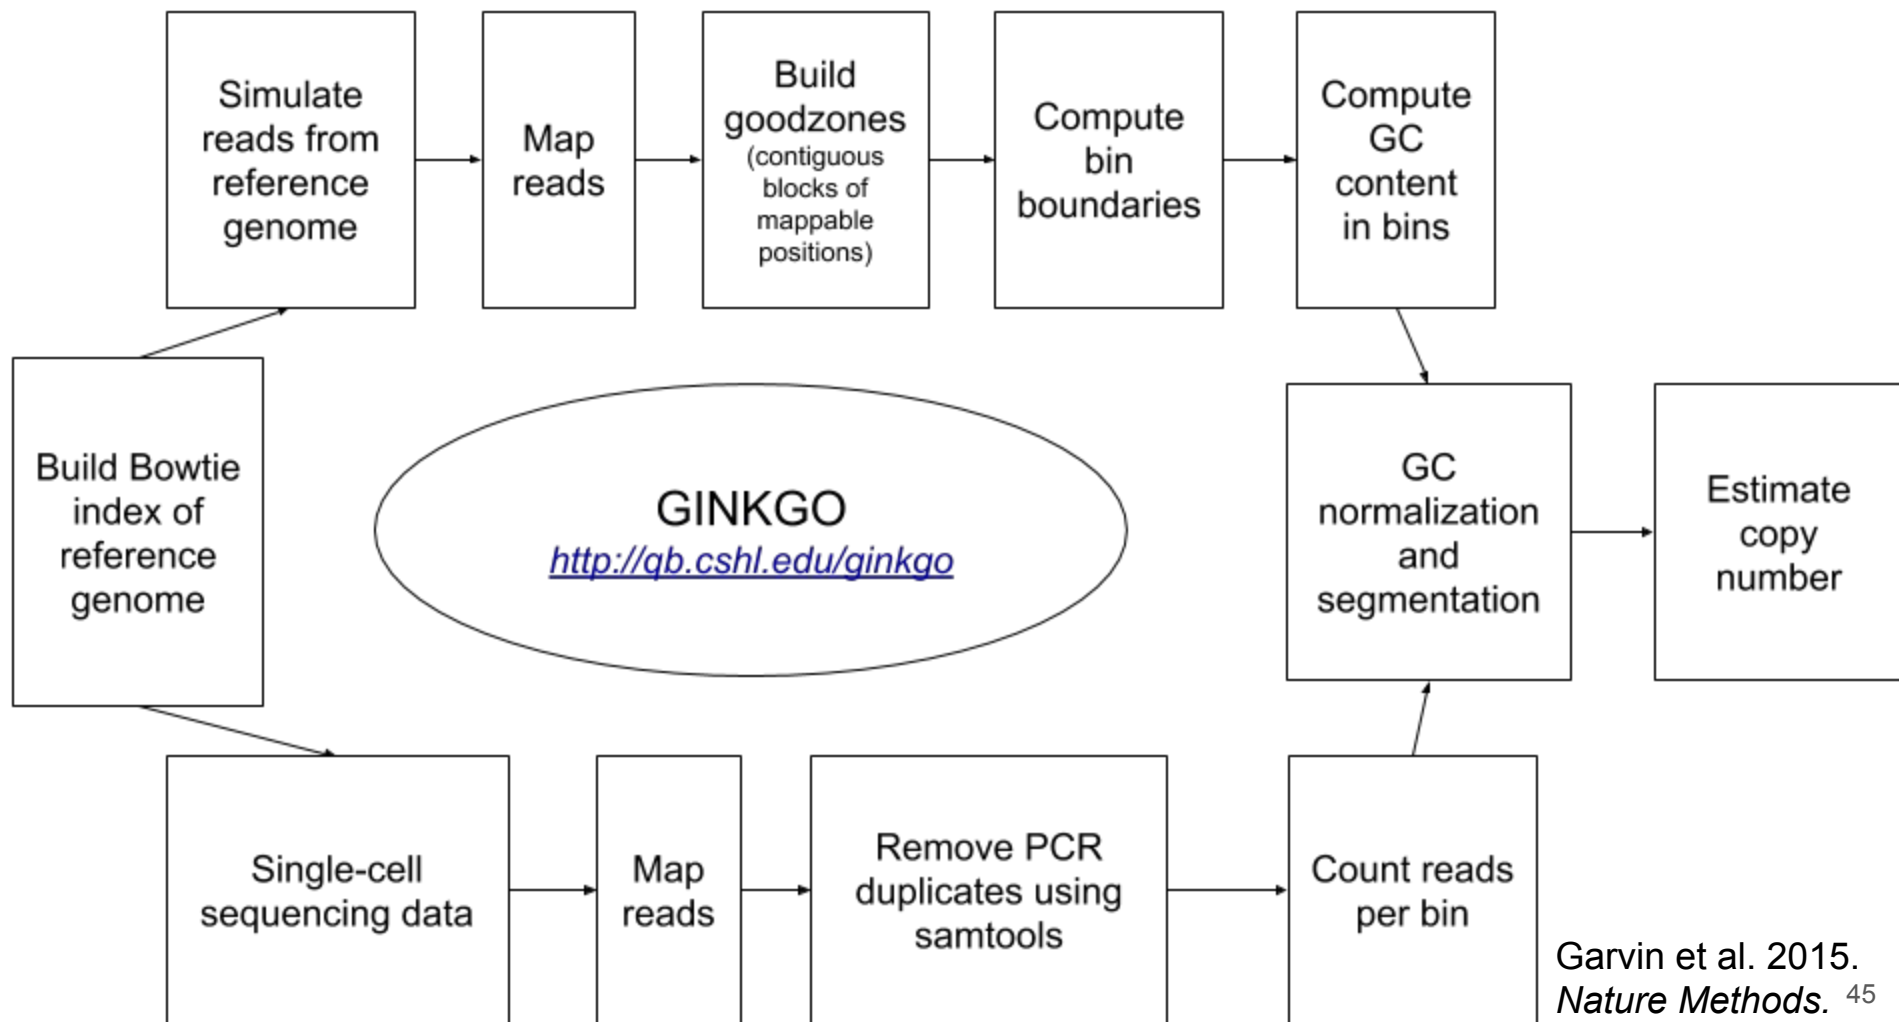 Simulate
reads from
reference
genome
Map
reads
Build
goodzones
(contiguous
blocks of
mappable
positions)
Compute
bin
boundaries
Compute
GC
content
in bins
Build Bowtie
index of
reference
genome
GINKGO
http://qb.cshl.edu/ginkgo
GC
normalization
and
segmentation
Estimate
copy
number
Single-cell
sequencing data
Map
reads
Remove PCR
duplicates using
samtools
Count reads
per bin
Garvin et al. 2015.
Nature Methods. 45